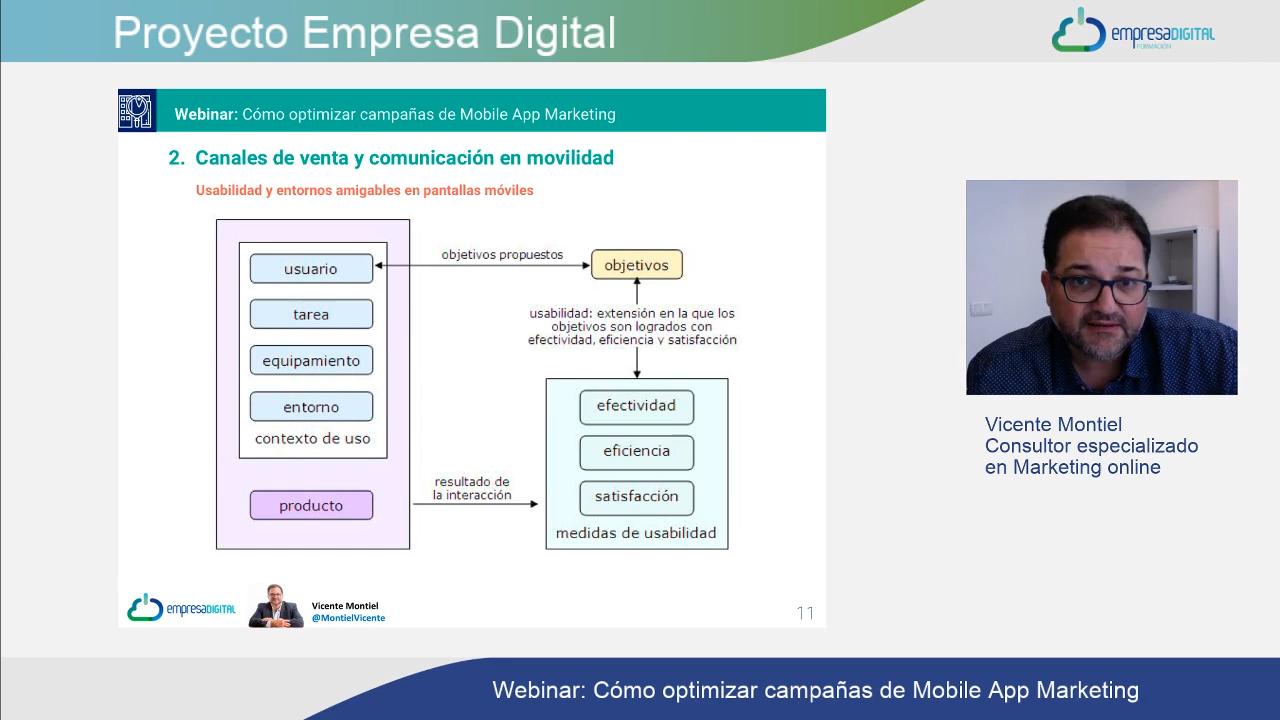 Proyecto Empresa Digital
empresaDIGITAL
FORMACIÓN
Webinar: Cómo optimizar campañas de Mobile App Marketing
2. Canales de venta y comunicación en movilidad
Usabilidad y entornos amigables en pantallas móviles
usuario
tarea
equipamiento
entorno
contexto de uso
producto
objetivos propuestos
objetivos
usabilidad: extensión en la que los
objetivos son logrados con
efectividad, eficiencia y satisfacción
resultado de
la interacción
efectividad
eficiencia
satisfacción
medidas de usabilidad
empresaDIGITAL
Vicente Montiel
@MontielVicente
11
Vicente Montiel
Consultor especializado
en Marketing online
Webinar: Cómo optimizar campañas de Mobile App Marketing